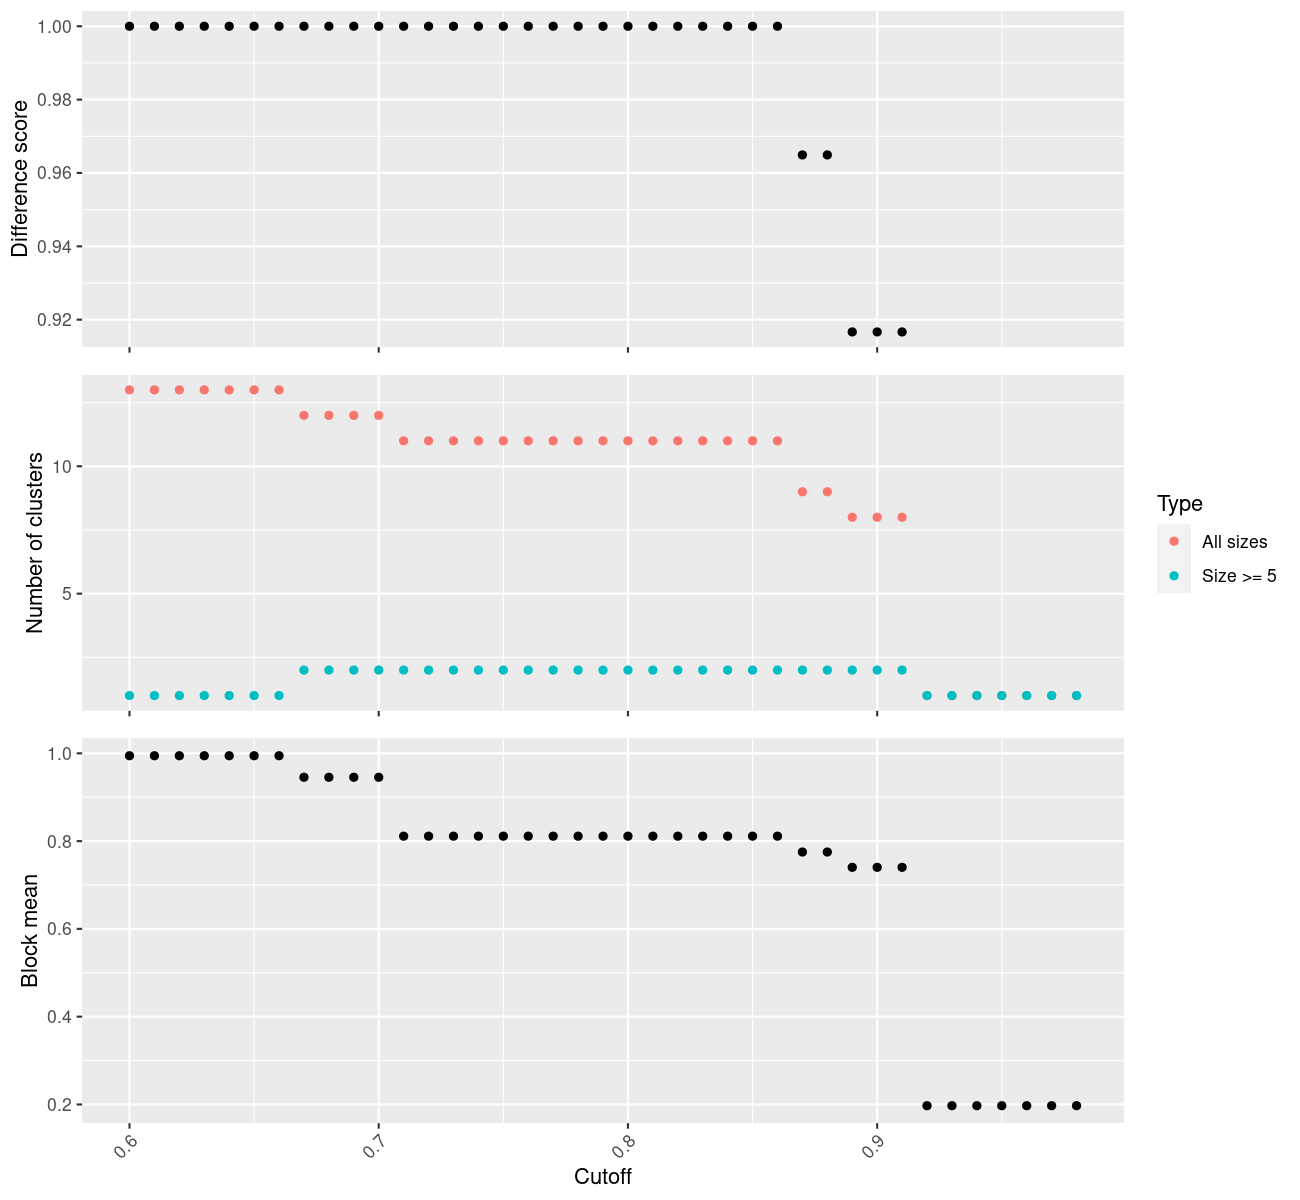 Difference score
1.00
0.98
0.96
0.94
0.92
Number of clusters
10
5
Type
All sizes
Size >= 5
Block mean
1.0
0.8
0.6
0.4
0.2
0.6
0.7
0.8
0.9
Cutoff